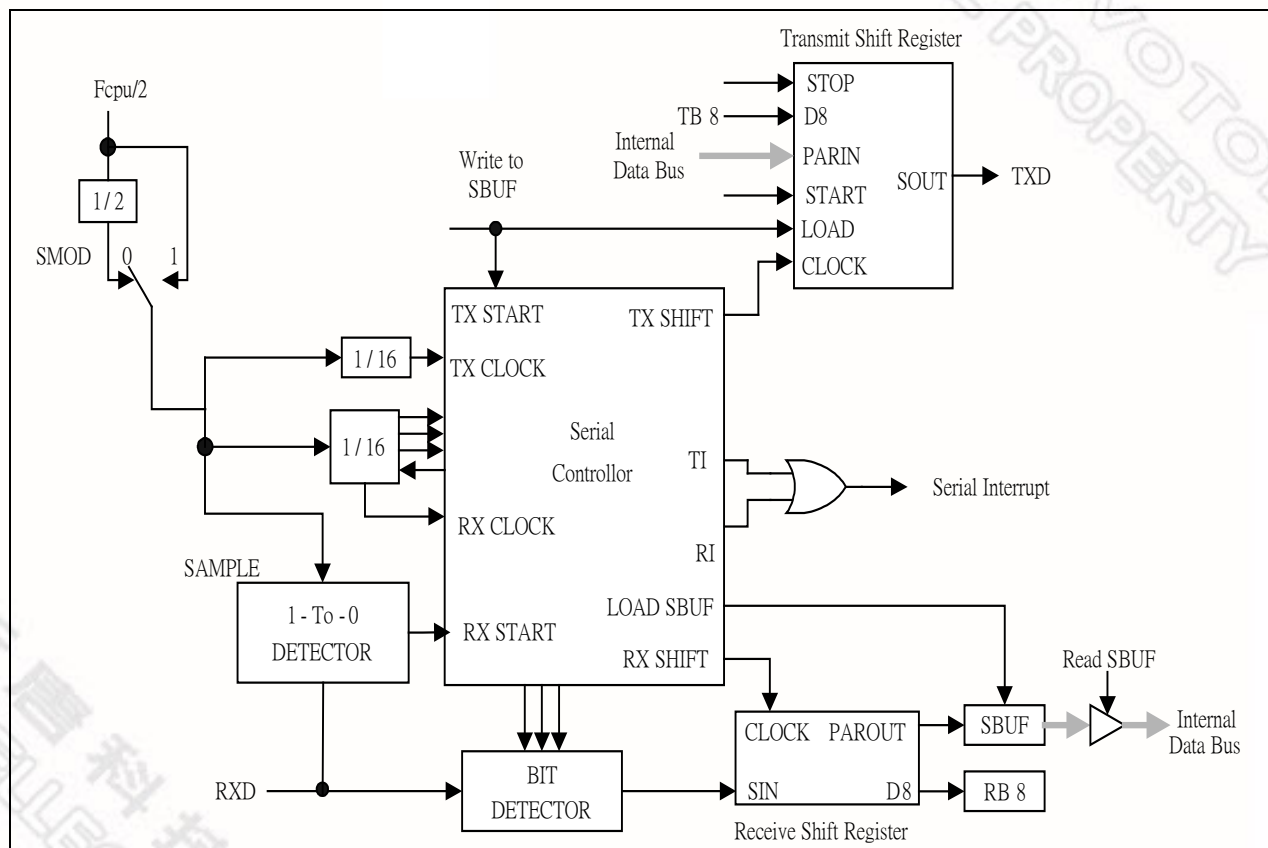 Transmit Shift Register
Fcpu/2
STOP
TB 8
D8
Internal
Data Bus
PARIN
Write to
SBUF
SOUT
TXD
1 / 2
START
LOAD
SMOD
0
1
CLOCK
TX START
TX SHIFT
1 / 16
TX CLOCK
1 / 16
Serial
Controllor
TI
Serial Interrupt
RX CLOCK
RI
SAMPLE
1 - To - 0
DETECTOR
RX START
LOAD SBUF
RX SHIFT
Read SBUF
CLOCK
PAROUT
SBUF
Internal
Data Bus
RXD
BIT
DETECTOR
SIN
D8
RB 8
Receive Shift Register
VOTO
PROPERTY
科